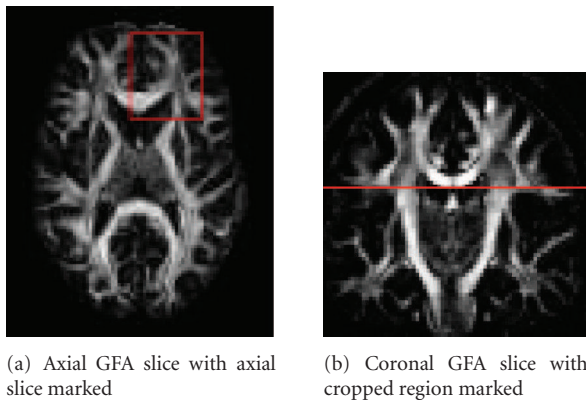 (a) Axial GFA slice with axial
slice marked
(b) Coronal GFA slice with
cropped region marked